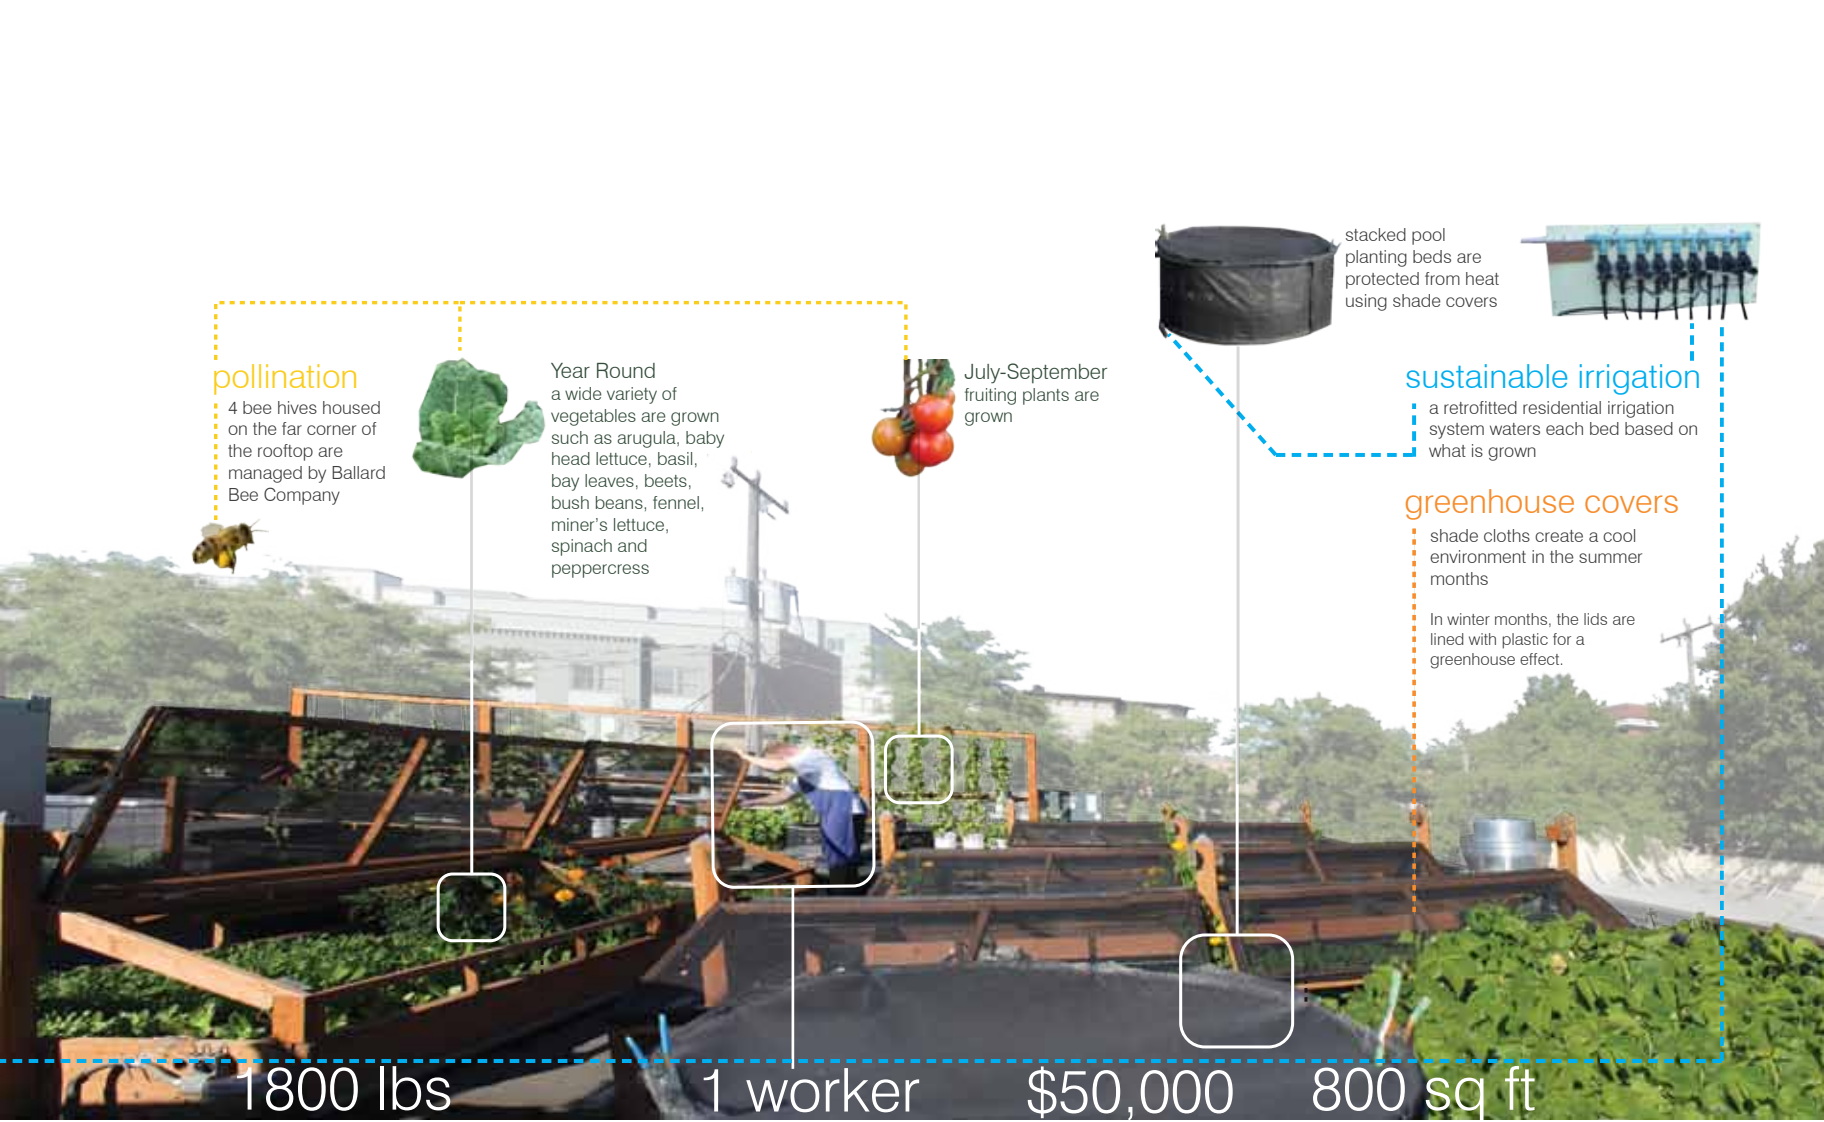 stacked pool
planting beds are
protected from heat
using shade covers
pollination
4 bee hives housed
on the far corner of
the rooftop are
managed by Ballard
Bee Company
Year Round
a wide variety of
vegetables are grown
such as arugula, baby
head lettuce, basil,
bay leaves, beets,
bush beans, fennel,
miner's lettuce,
spinach and
peppercress
July-September
fruiting plants are
grown
sustainable irrigation
a retrofitted residential irrigation
system waters each bed based on
what is grown
greenhouse covers
shade cloths create a cool
environment in the summer
months
In winter months, the lids are
lined with plastic for a
greenhouse effect.
1800 lbs
1 worker
$50,000
800 sq ft